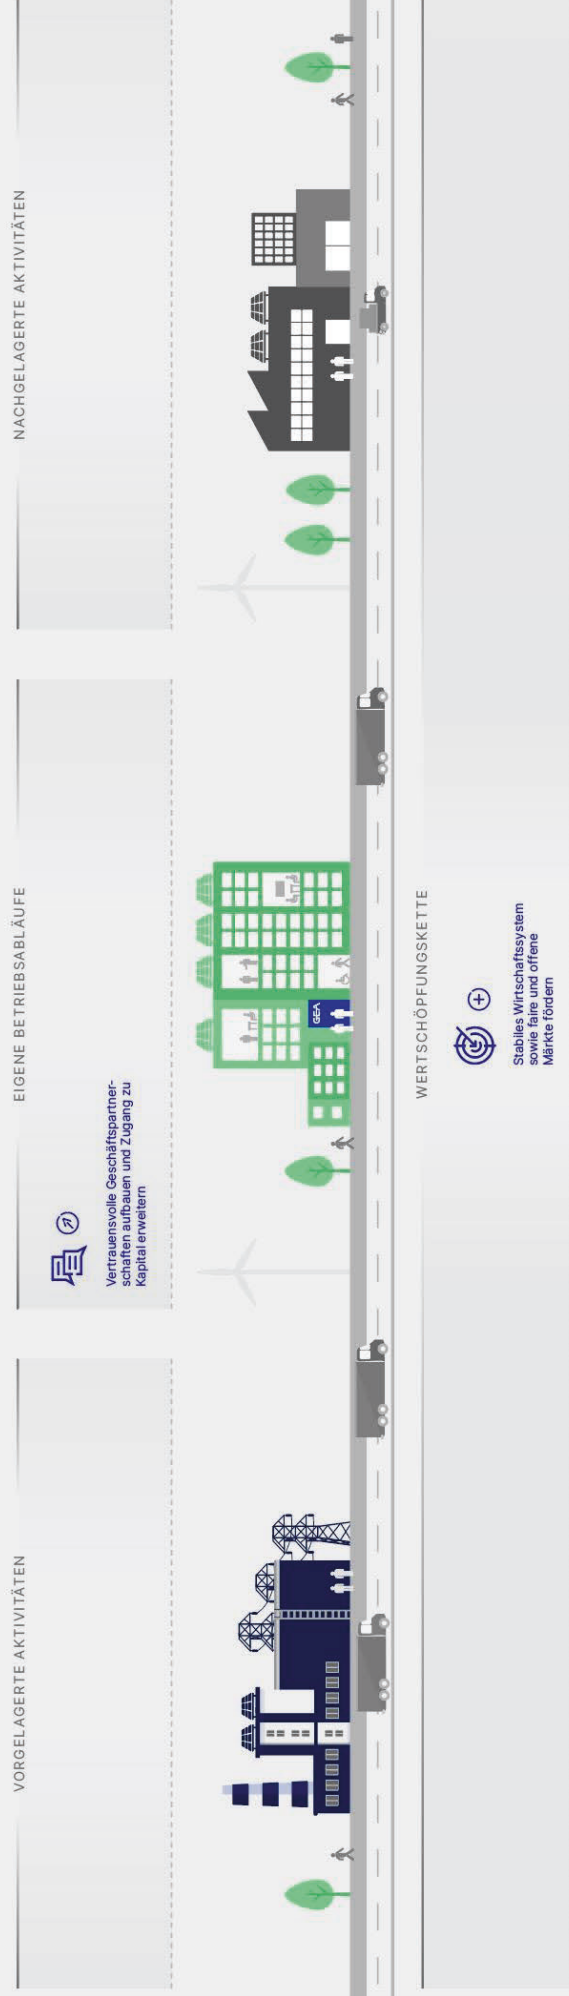 VORGELAGERTE AKTIVITÄTEN
EIGENE BETRIEBSABLÄUFE
NACHGELAGERTE AKTIVITÄTEN
Vertrauensvolle Geschäftspartner-
schaften aufbauen und Zugang zu
Kapital erweitern
GEA
WERTSCHÖPFUNGSKETTE
Stabiles Wirtschaftssystem
sowie faire und offene
Märkte fördern